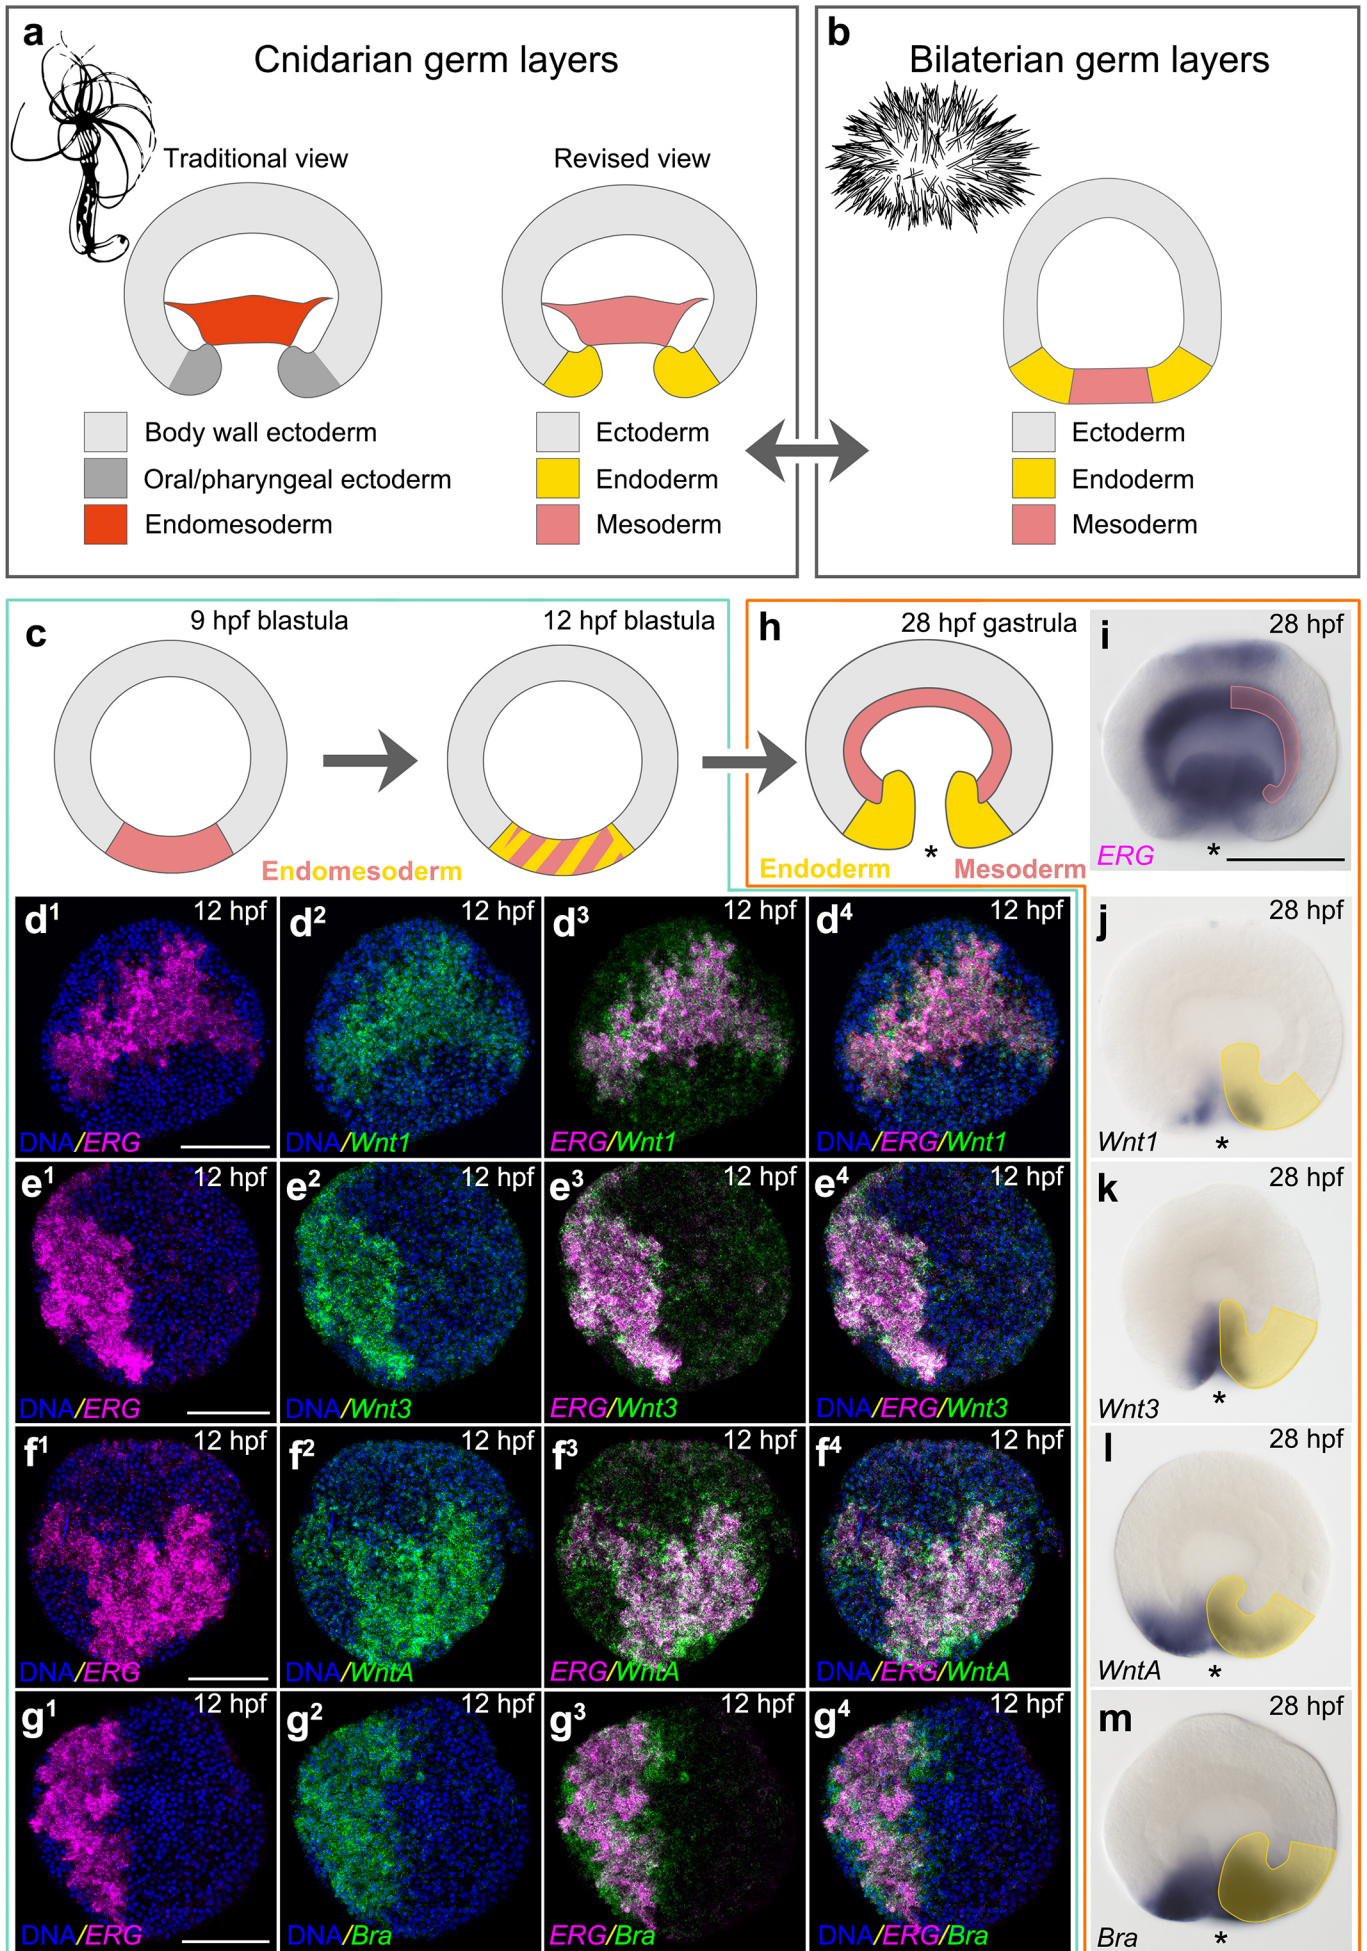 a
Cnidarian germ layers
Traditional view
Revised view
Body wall ectoderm
Oral/pharyngeal ectoderm
Endomesoderm
Ectoderm
Endoderm
Mesoderm
b
Bilaterian germ layers
Ectoderm
Endoderm
Mesoderm
c
9 hpf blastula
12 hpf blastula
Endomesoderm
h
28 hpf gastrula
*
Endoderm
Mesoderm
i
28 hpf
ERG
*
d1
12 hpf
DNA/ERG
d2
12 hpf
DNA/Wnt1
d3
12 hpf
ERG/Wnt1
d4
12 hpf
DNA/ERG/Wnt1
j
28 hpf
Wnt1
*
e1
12 hpf
DNA/ERG
e2
12 hpf
DNA/Wnt3
e3
12 hpf
ERG/Wnt3
e4
12 hpf
DNA/ERG/Wnt3
k
28 hpf
Wnt3
*
f1
12 hpf
DNA/ERG
f2
12 hpf
DNA/WntA
f3
12 hpf
ERG/WntA
f4
12 hpf
DNA/ERG/WntA
l
28 hpf
WntA
*
g1
12 hpf
DNA/ERG
g2
12 hpf
DNA/Bra
g3
12 hpf
ERG/Bra
g4
12 hpf
DNA/ERG/Bra
m
28 hpf
Bra
*